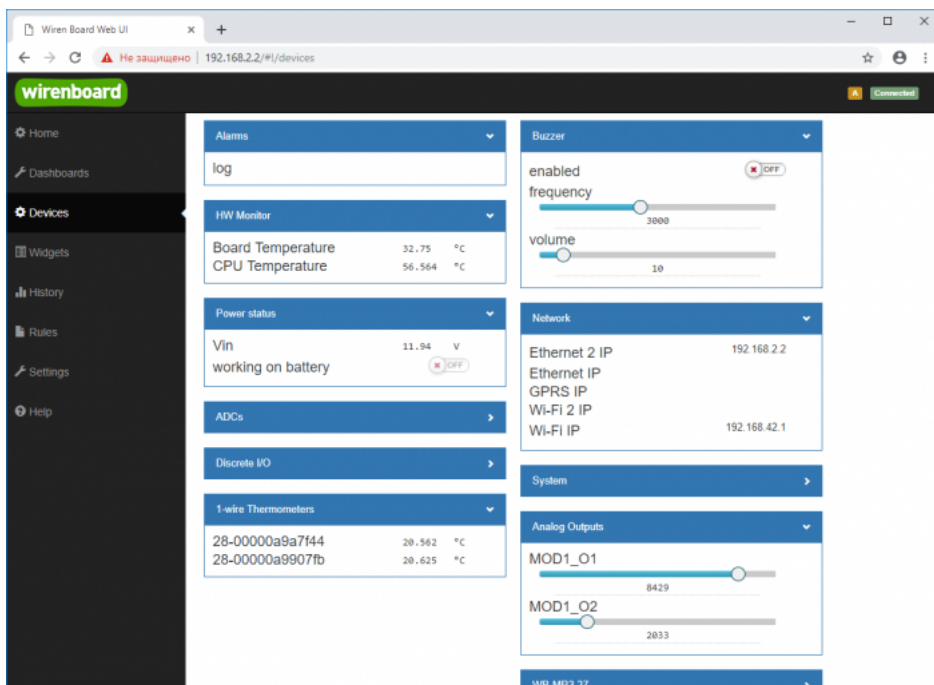 Wiren Board Web UI
Не защищено 192.168.2.2/#!/devices
wirenboard
A Connected
Home
Dashboards
Devices
Widgets
History
Rules
Settings
Help
Alarms
log
HW Monitor
Board Temperature 32.75 °C
CPU Temperature 56.564 °C
Power status
Vin 11.94 V
working on battery OFF
ADCs
Discrete I/O
1-wire Thermometers
28-00000a9a7f44 20.562 °C
28-00000a9907fb 20.625 °C
Buzzer
enabled OFF
frequency
3000
volume
10
Network
Ethernet 2 IP 192.168.2.2
Ethernet IP
GPRS IP
Wi-Fi 2 IP
Wi-Fi IP 192.168.42.1
System
Analog Outputs
MOD1_O1
8429
MOD1_O2
2033
WB-MR3 27